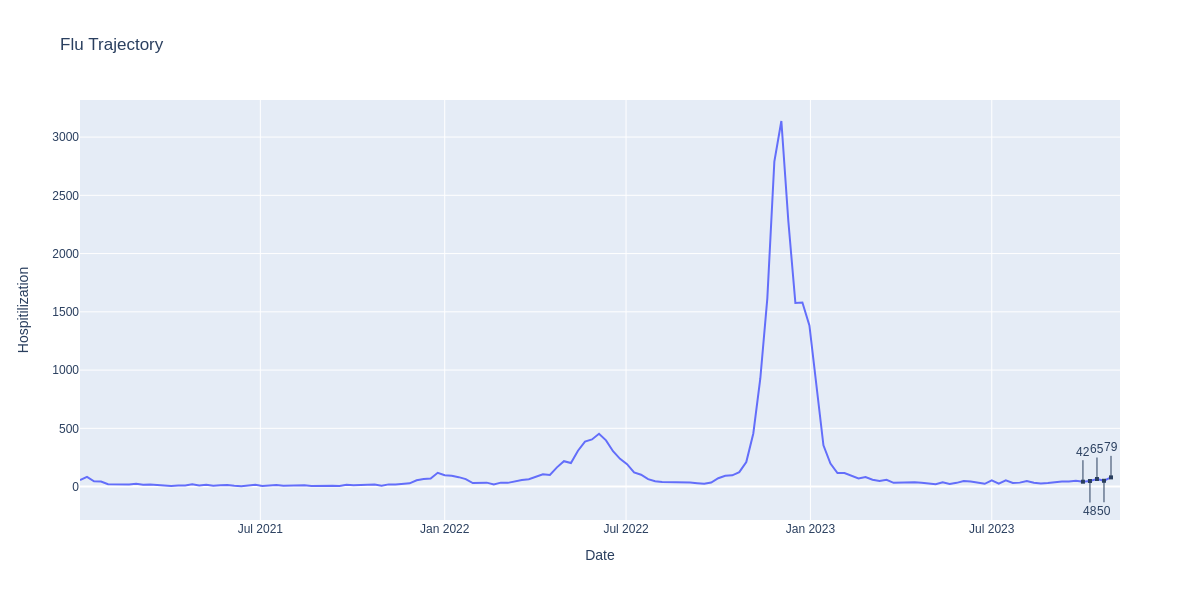 Flu Trajectory
Hospitilization
3000
2500
2000
1500
1000
500
0
42
65
79
48
50
Jul 2021
Jan 2022
Jul 2022
Jan 2023
Jul 2023
Date